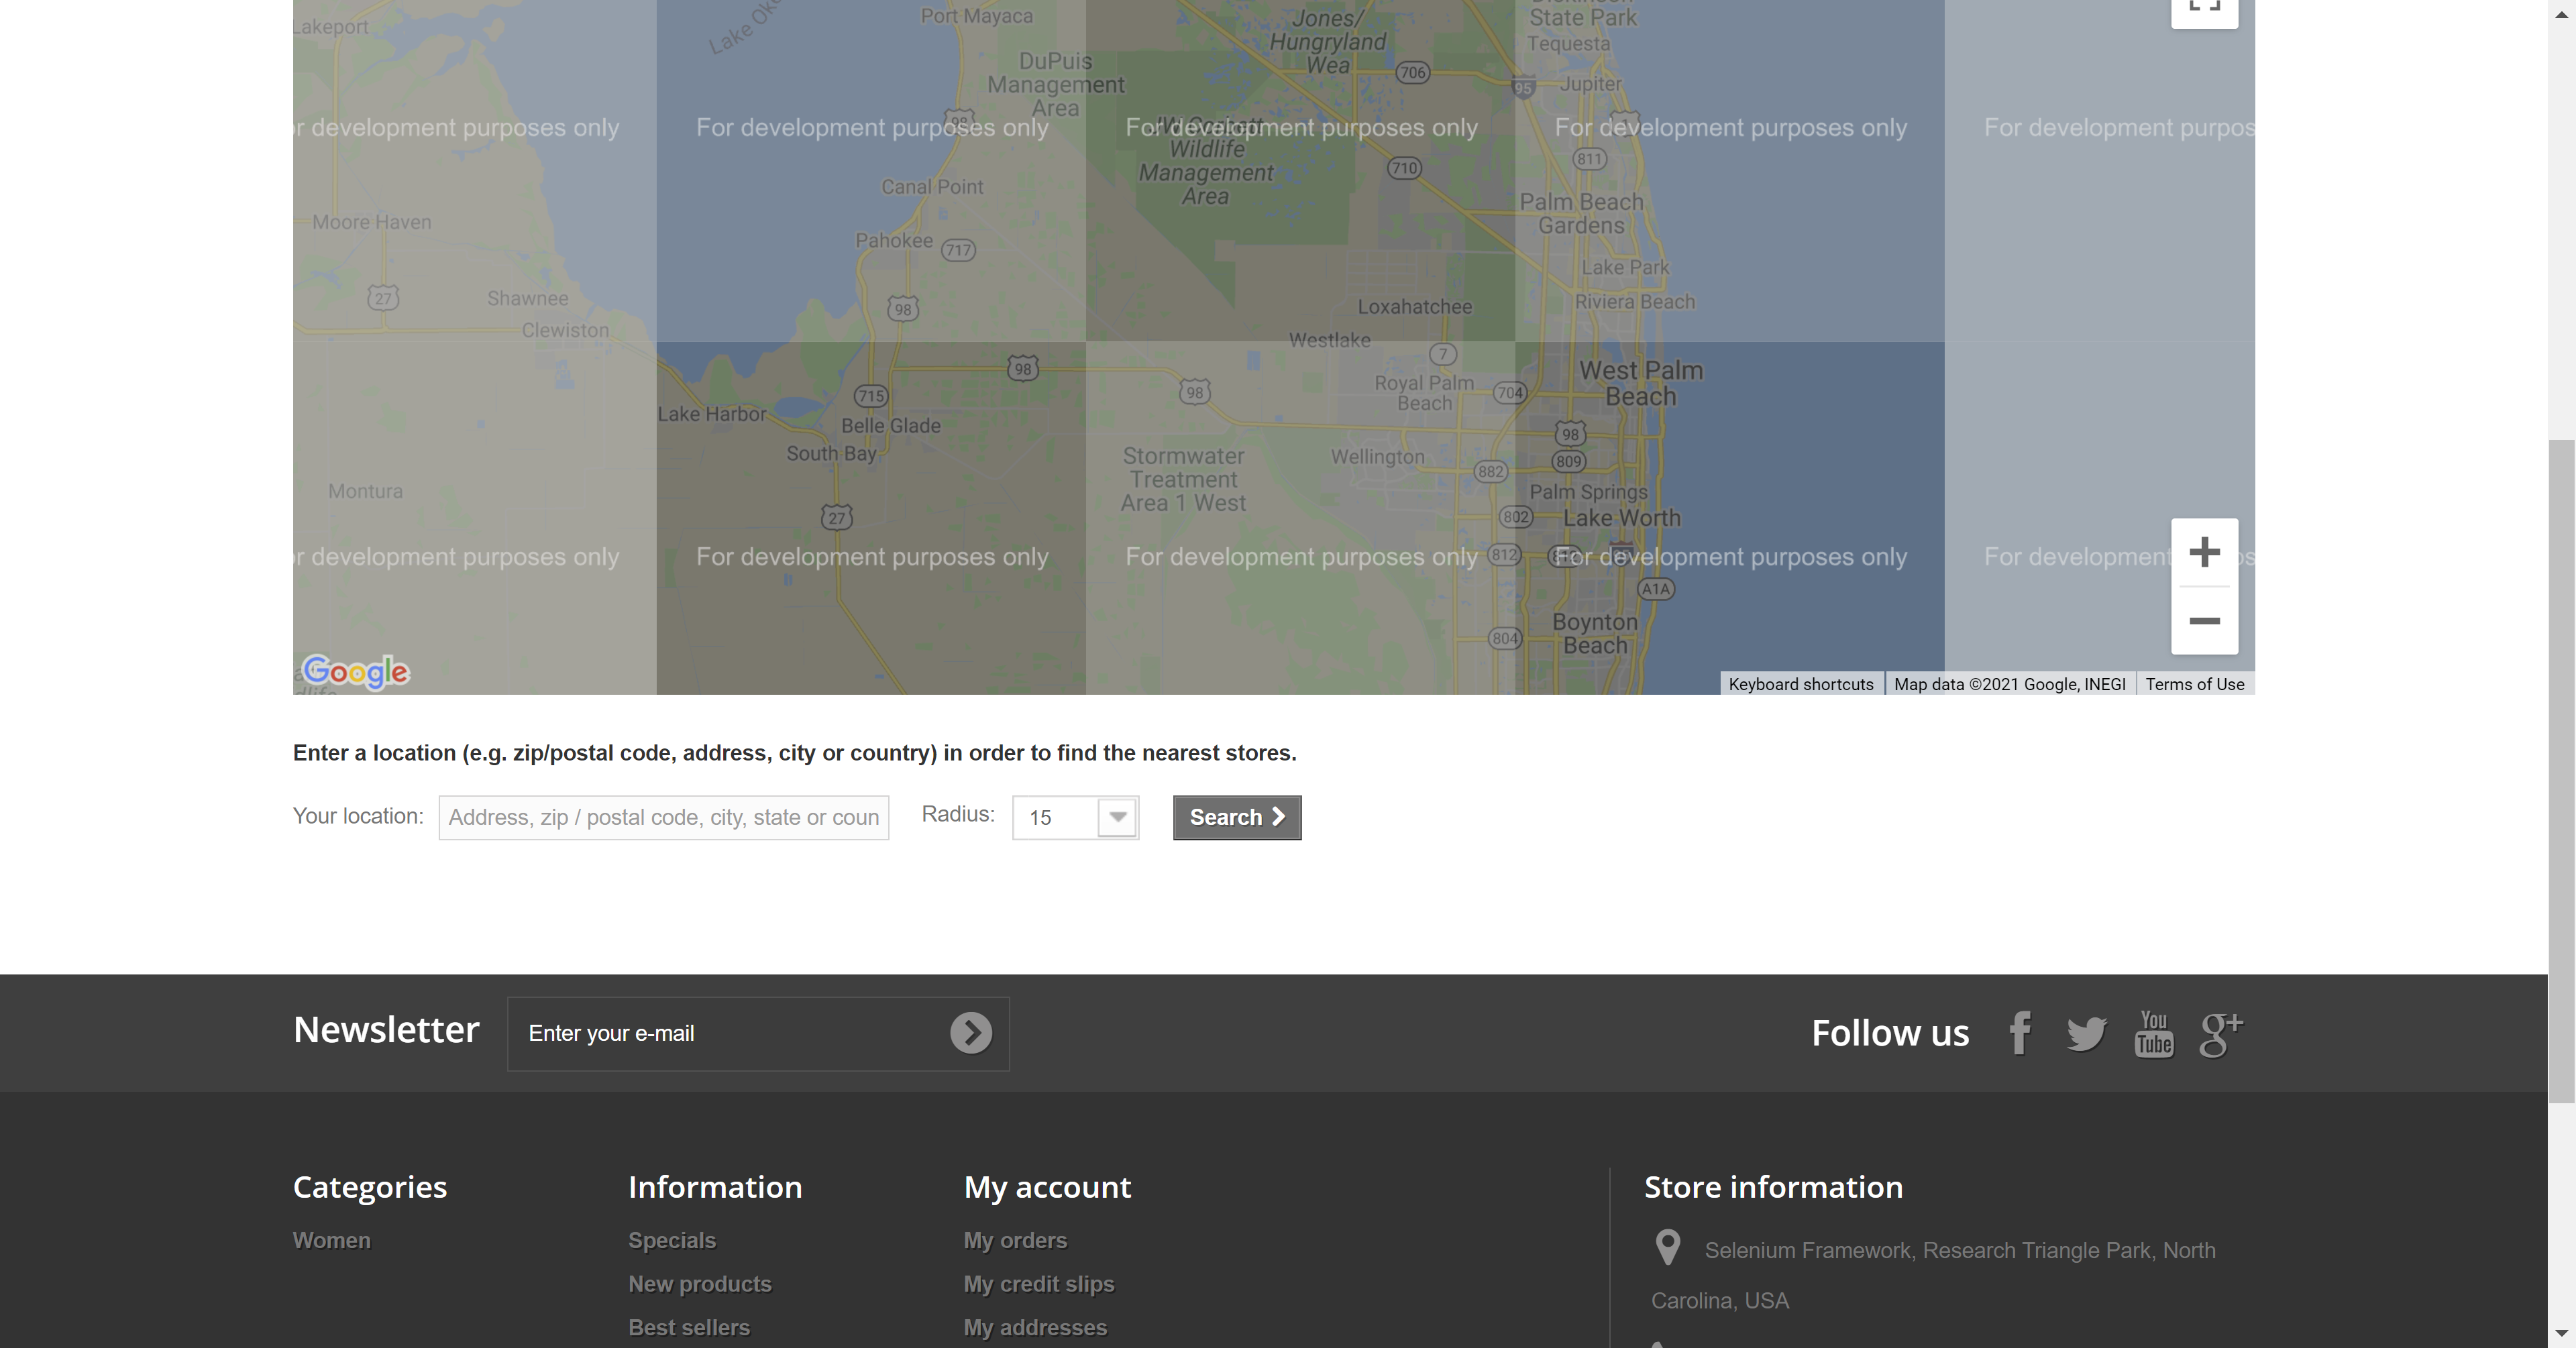 Lakeport
Port Mayaca
Jones/
Hungryland
Wea
State Park
Tequesta
DuPuis
Management
Area
706
95
Jupiter
98
1
For development purposes only
For development purposes only
For development purposes only
For development purpos
r development purposes only
811
Wildlife
Management
Area
710
Canal Point
Palm Beach
Gardens
Moore Haven
Pahokee
717
Lake Park
27
Shawnee
98
Loxahatchee
Riviera Beach
Clewiston
Westlake
7
98
98
715
Royal Palm
Beach
704
West Palm
Beach
Lake Harbor
Belle Glade
98
South Bay
Stormwater
Treatment
Area 1 West
Wellington
882
809
Montura
Palm Springs
27
802
Lake Worth
r development purposes only
For development purposes only
For development purposes only
812
For development purposes only
For development
os
A1A
Boynton
Beach
804
Google
Keyboard shortcuts
Map data ©2021 Google, INEGI
Terms of Use
Enter a location (e.g. zip/postal code, address, city or country) in order to find the nearest stores.
Your location: Address, zip / postal code, city, state or coun Radius: 15 Search
Newsletter Enter your e-mail Follow us f You Tube g+
Categories Information My account Store information
Women Specials My orders
Selenium Framework, Research Triangle Park, North
Carolina, USA
New products My credit slips
Best sellers My addresses